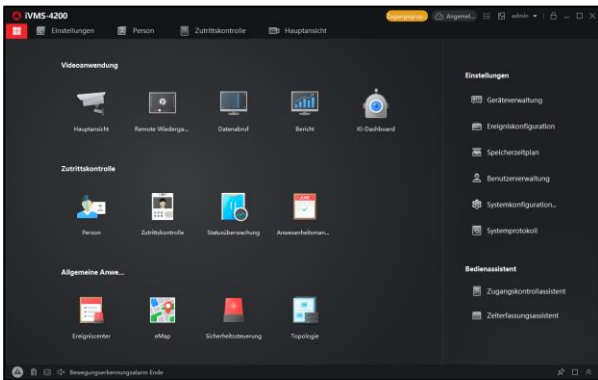 iVMS-4200
Zugangsgrup... Angemel... admin
Einstellungen Person Zutrittskontrolle Hauptansicht
Videoanwendung
Hauptansicht Remote Wiederga... Datenabruf Bericht KI-Dashboard
Zutrittskontrolle
Person Zutrittskontrolle Statusüberwachung Anwesenheitsman...
Allgemeine Anwe...
Ereigniscenter eMap Sicherheitssteuerung Topologie
Einstellungen
Geräteverwaltung
Ereigniskonfiguration
Speicherzeitplan
Benutzerverwaltung
Systemkonfiguration...
Systemprotokoll
Bedienassistent
Zugangskontrollassistent
Zeiterfassungsassistent
Bewegungserkennungsalarm Ende